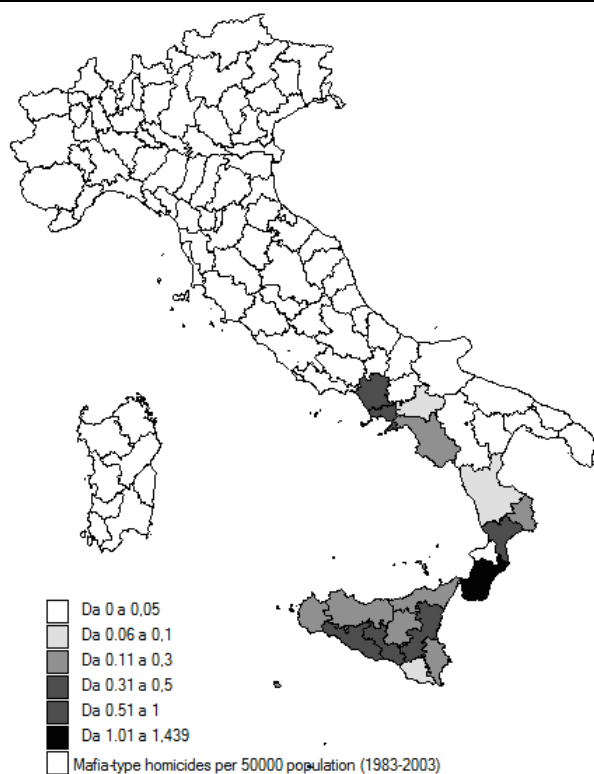 Da 0 a 0,05
Da 0.06 a 0,1
Da 0.11 a 0,3
Da 0.31 a 0,5
Da 0.51 a 1
Da 1.01 a 1,439
Mafia-type homicides per 50000 population (1983-2003)